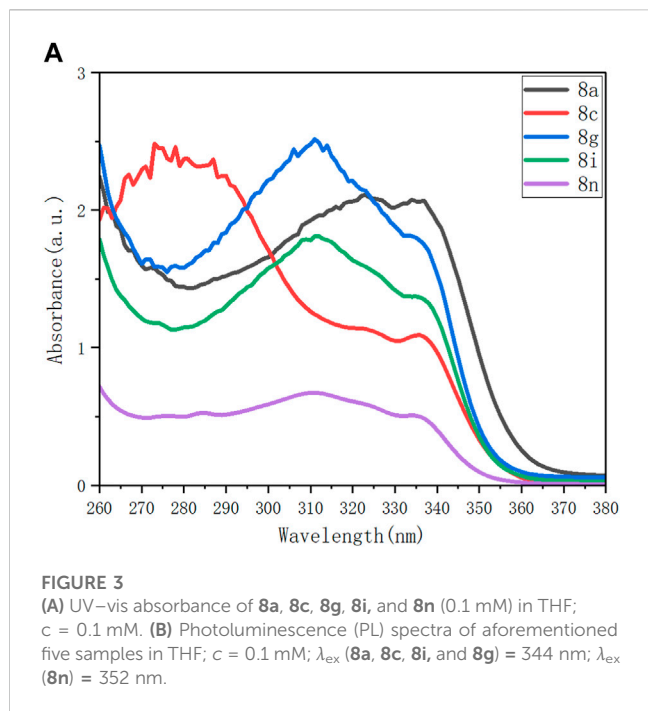 A
3
8a
8c
8g
8i
8n
2
1
0
Absorbance(a.u.)
260 270 280 290 300 310 320 330 340 350 360 370 380
Wavelength(nm)
FIGURE 3
(A) UV–vis absorbance of 8a, 8c, 8g, 8i, and 8n (0.1 mM) in THF;
c = 0.1 mM. (B) Photoluminescence (PL) spectra of aforementioned
five samples in THF; c = 0.1 mM; λex (8a, 8c, 8i, and 8g) = 344 nm; λex
(8n) = 352 nm.